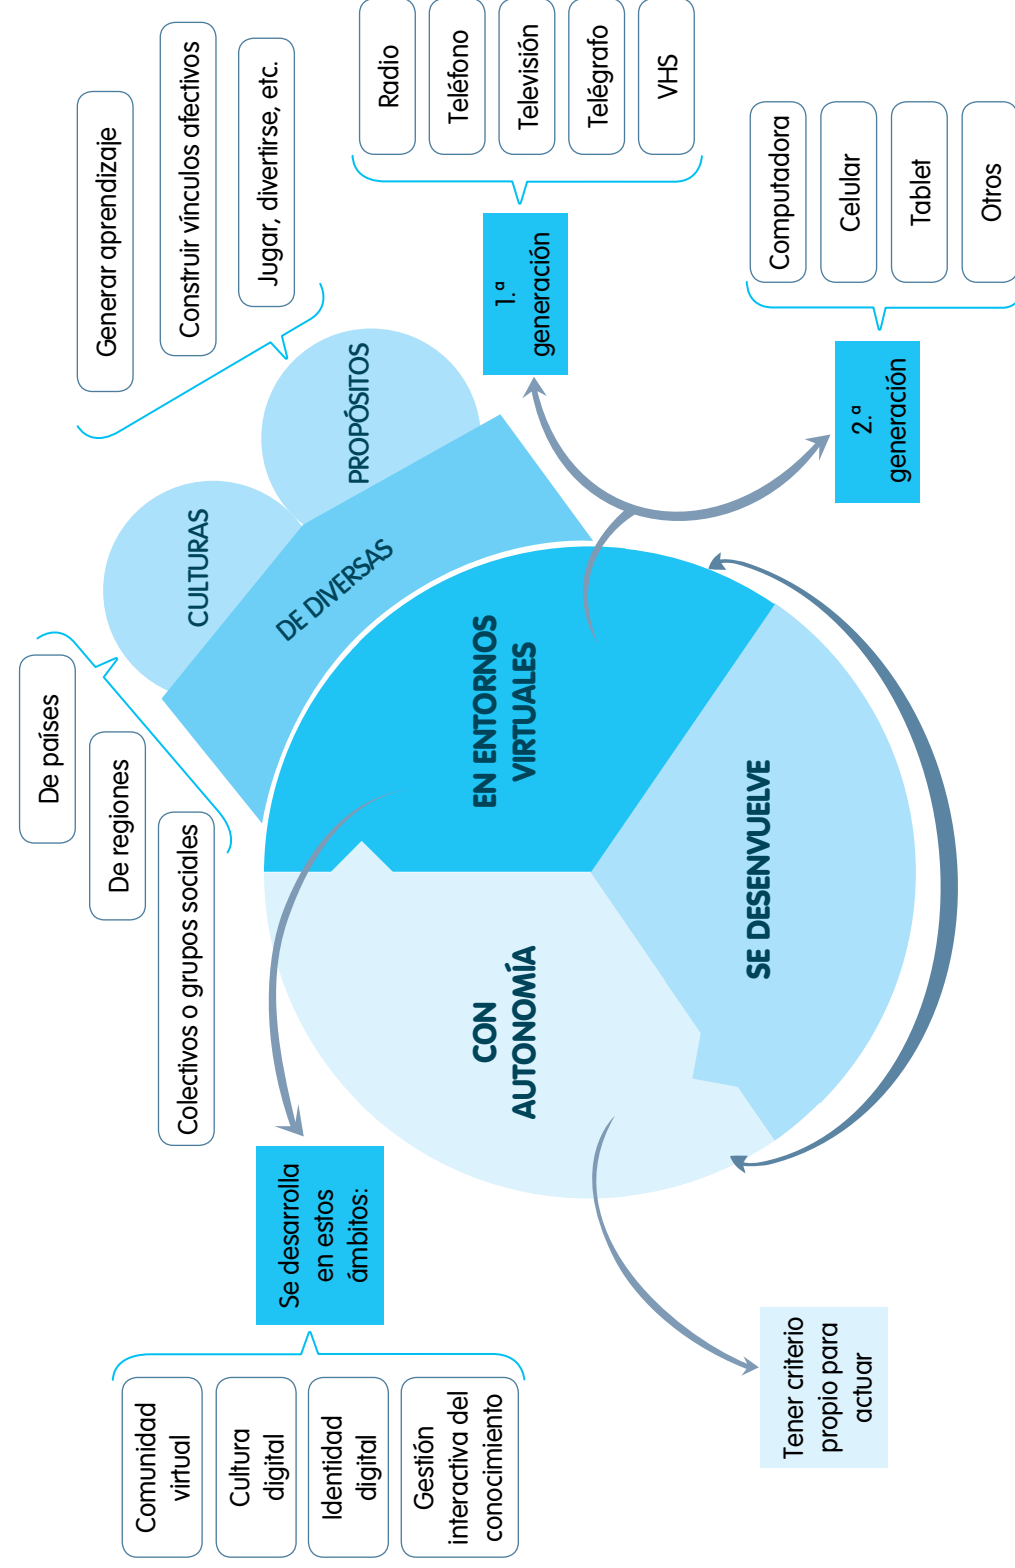 Comunidad
virtual
Cultura
digital
Identidad
digital
Gestión
interactiva del
conocimiento
Se desarrolla
en estos
ámbitos:
De países
De regiones
Colectivos o grupos sociales
CULTURAS
PROPÓSITOS
DE DIVERSAS
Generar aprendizaje
Construir vínculos afectivos
Jugar, divertirse, etc.
EN ENTORNOS
VIRTUALES
CON
AUTONOMÍA
SE DESENVUELVE
Tener criterio
propio para
actuar
1.ª
generación
Radio
Teléfono
Televisión
Telégrafo
VHS
2.ª
generación
Computadora
Celular
Tablet
Otros